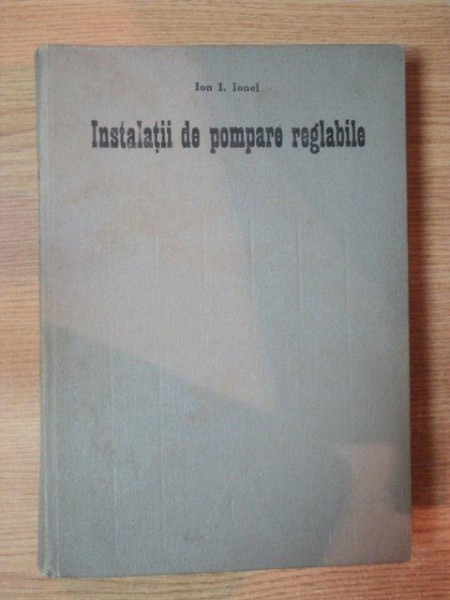 Ion I. Ionel
Instalații de pompare reglabile